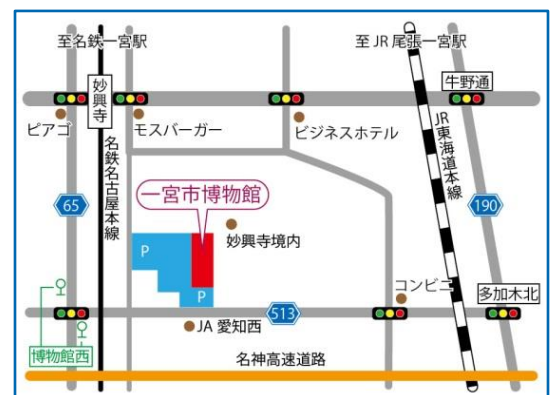 至名鉄一宮駅
至JR尾張一宮駅
妙興寺
牛野通
ピアゴ
モスバーガー
ビジネスホテル
名鉄名古屋本線
JR東海道本線
65
一宮市博物館
190
P
妙興寺境内
P
コンビニ
多加木北
513
JA 愛知西
博物館西
名神高速道路